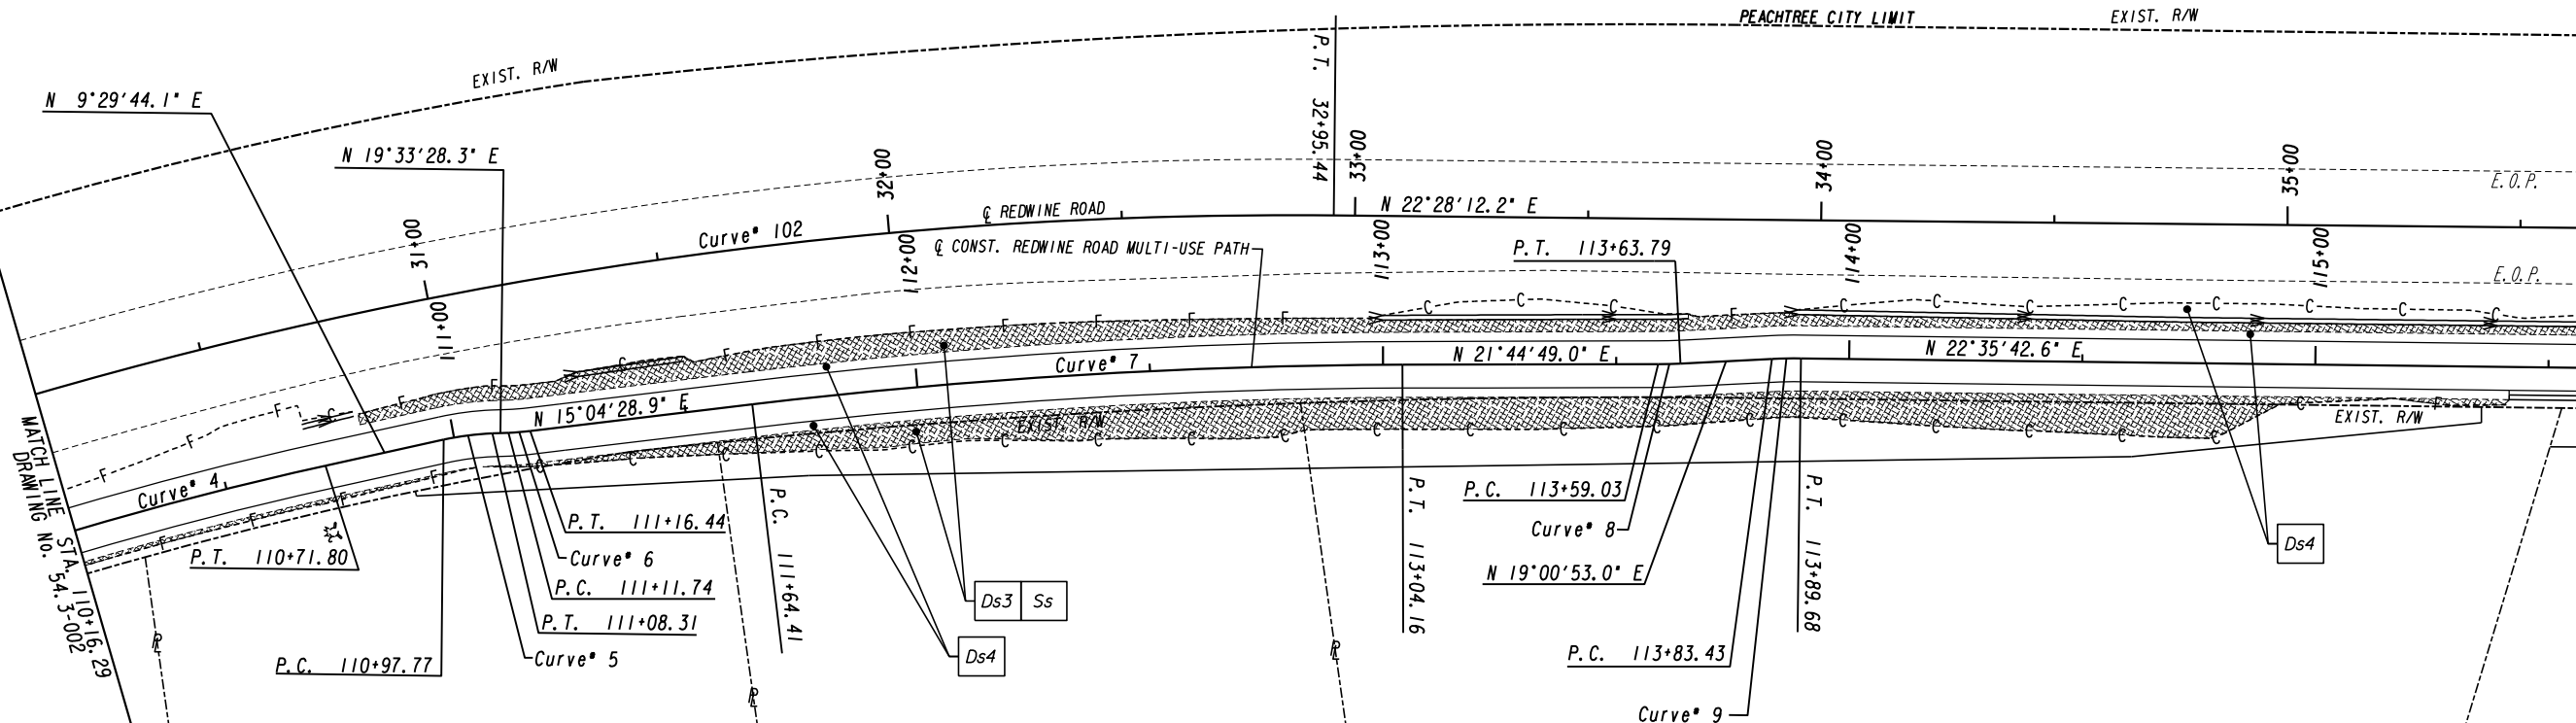 PEACHTREE CITY LIMIT
EXIST. R/W
EXIST. R/W
N 9°29'44.1" E
N 19°33'28.3" E
P.T. 32+95.44
31+00
32+00
33+00
34+00
35+00
E.O.P.
℄ REDWINE ROAD
N 22°28'12.2" E
Curve# 102
℄ CONST. REDWINE ROAD MULTI-USE PATH
P.T. 113+63.79
E.O.P.
111+00
112+00
113+00
114+00
115+00
C C C C C C C C C C C
F F F F F F F F F F F F
Curve# 7
N 21°44'49.0" E
N 22°35'42.6" E
N 15°04'28.9" E
EXIST. R/W
EXIST. R/W
Curve# 4
C C C C C C C C C C C C C C C C C
F F F F
MATCH LINE STA. 110+16.29
DRAWING No. 54.3-002
P.T. 110+71.80
P.T. 111+16.44
Curve# 6
P.C. 111+11.74
P.T. 111+08.31
Curve# 5
P.C. 110+97.77
P.C. 111+64.41
Ds3 Ss
Ds4
P.T. 113+04.16
P.C. 113+59.03
Curve# 8
N 19°00'53.0" E
P.C. 113+83.43
Curve# 9
P.T. 113+89.68
Ds4
PL
PL
PL